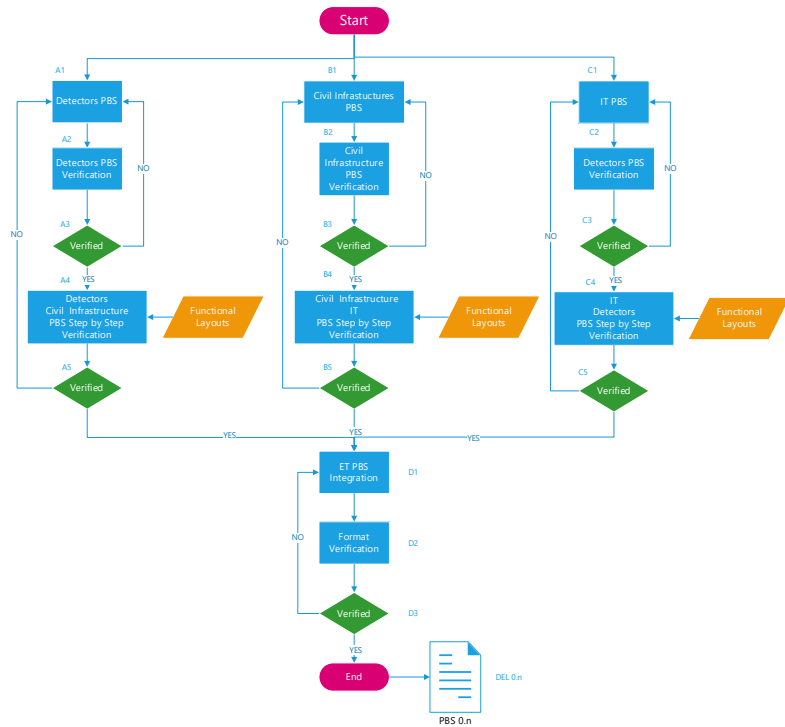 Start
A1
B1
C1
Detectors PBS
Civil Infrastuctures
PBS
IT PBS
A2
B2
C2
Detectors PBS
Verification
NO
Civil
Infrastructure
PBS
Verification
NO
Detectors PBS
Verification
NO
A3
B3
C3
Verified
Verified
Verified
NO
NO
NO
YES
YES
YES
A4
B4
C4
Detectors
Civil Infrastructure
PBS Step by Step
Verification
Functional
Layouts
Civil Infrastructure
IT
PBS Step by Step
Verification
Functional
Layouts
IT
Detectors
PBS Step by Step
Verification
Functional
Layouts
A5
B5
C5
Verified
Verified
Verified
YES
YES
YES
ET PBS
Integration
D1
Format
Verification
D2
NO
Verified
D3
YES
End
DEL 0.n
PBS 0.n